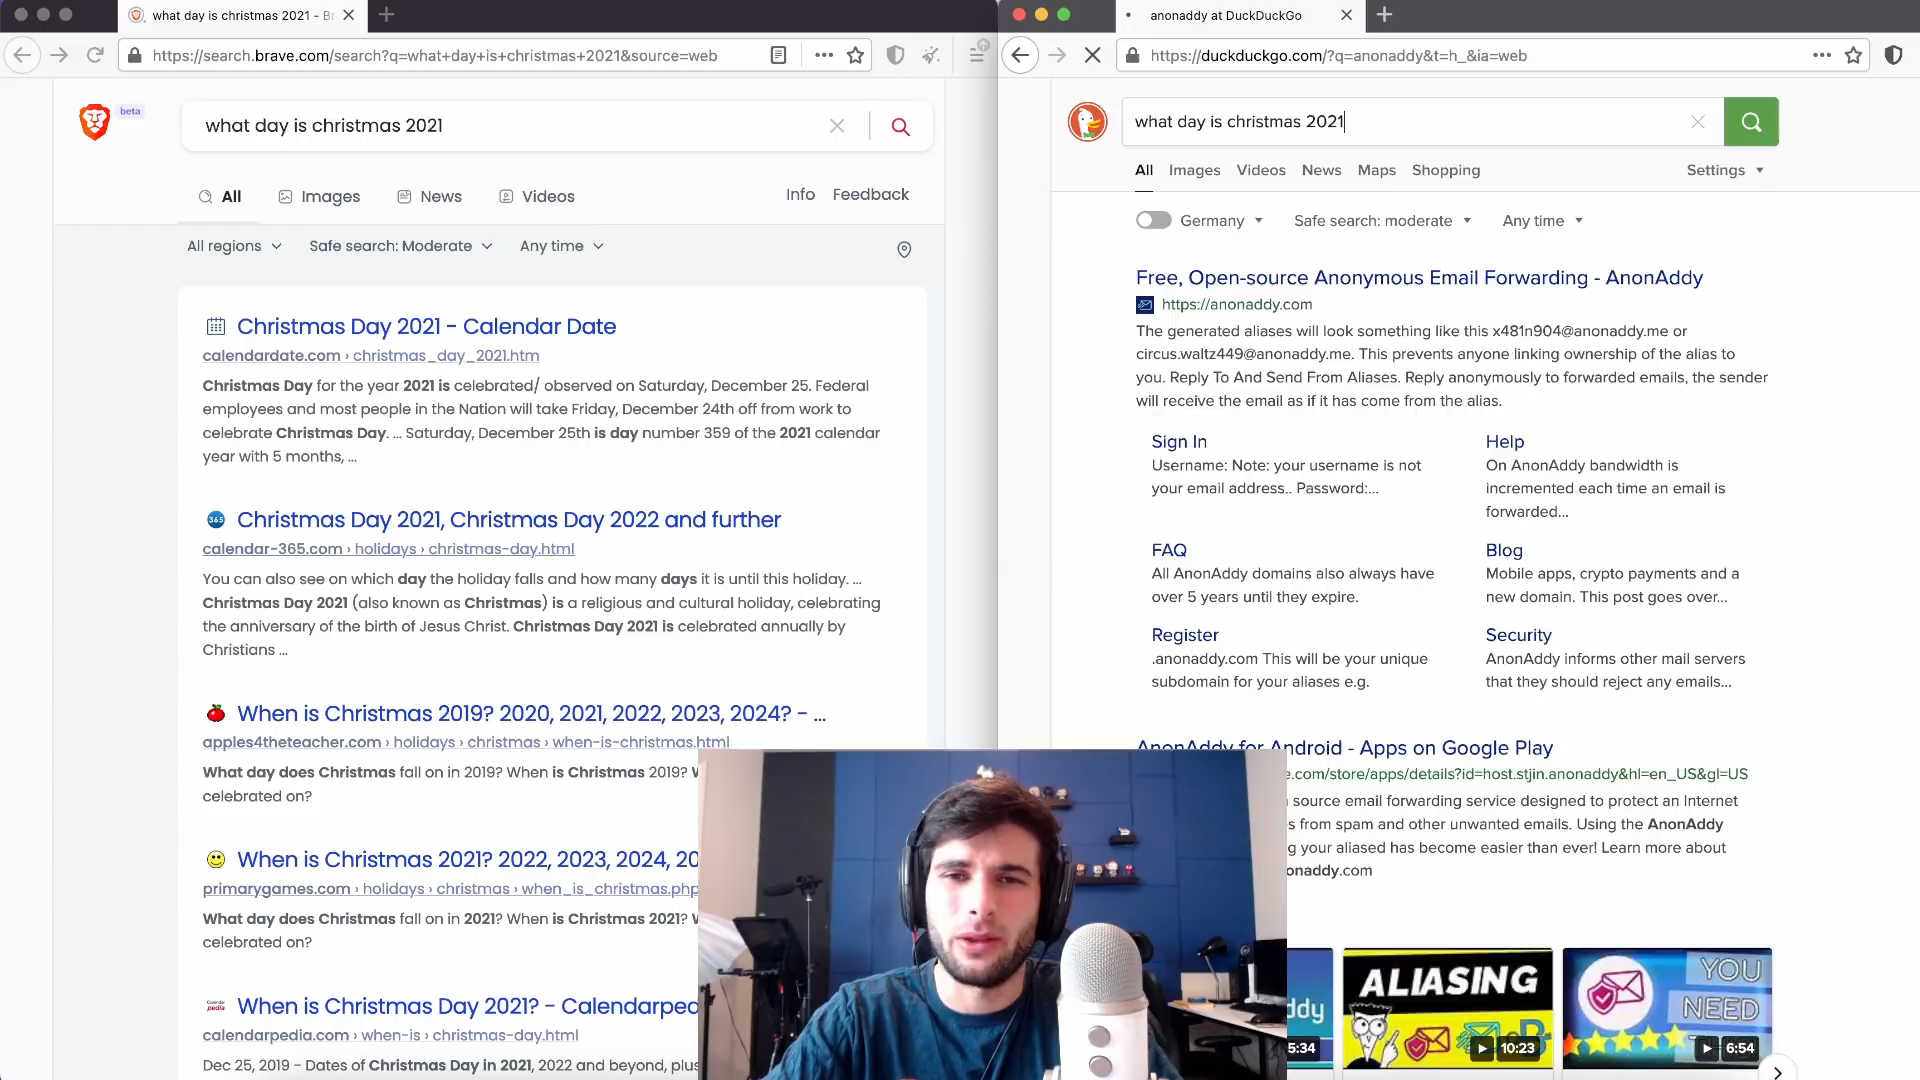 what day is christmas 2021 - Br
https://search.brave.com/search?q=what+day+is+christmas+2021&source=web
beta
what day is christmas 2021
All
Images
News
Videos
Info
Feedback
All regions
Safe search: Moderate
Any time
Christmas Day 2021 - Calendar Date
calendardate.com › christmas_day_2021.htm
Christmas Day for the year 2021 is celebrated/ observed on Saturday, December 25. Federal
employees and most people in the Nation will take Friday, December 24th off from work to
celebrate Christmas Day. ... Saturday, December 25th is day number 359 of the 2021 calendar
year with 5 months, ...
365
Christmas Day 2021, Christmas Day 2022 and further
calendar-365.com › holidays › christmas-day.html
You can also see on which day the holiday falls and how many days it is until this holiday. ...
Christmas Day 2021 (also known as Christmas) is a religious and cultural holiday, celebrating
the anniversary of the birth of Jesus Christ. Christmas Day 2021 is celebrated annually by
Christians ...
When is Christmas 2019? 2020, 2021, 2022, 2023, 2024? - ...
apples4theteacher.com › holidays › christmas › when-is-christmas.html
What day does Christmas fall on in 2019? When is Christmas 2019?
celebrated on?
When is Christmas 2021? 2022, 2023, 2024, 20
primarygames.com › holidays › christmas › when_is_christmas.php
What day does Christmas fall on in 2021? When is Christmas 2021?
celebrated on?
When is Christmas Day 2021? - Calendarped
calendarpedia.com › when-is › christmas-day.html
Dec 25, 2019 - Dates of Christmas Day in 2021, 2022 and beyond, plus
anonaddy at DuckDuckGo
https://duckduckgo.com/?q=anonaddy&t=h_&ia=web
what day is christmas 2021
All
Images
Videos
News
Maps
Shopping
Settings
Germany
Safe search: moderate
Any time
Free, Open-source Anonymous Email Forwarding - AnonAddy
https://anonaddy.com
The generated aliases will look something like this x481n904@anonaddy.me or
circus.waltz449@anonaddy.me. This prevents anyone linking ownership of the alias to
you. Reply To And Send From Aliases. Reply anonymously to forwarded emails, the sender
will receive the email as if it has come from the alias.
Sign In
Username: Note: your username is not
your email address.. Password:...
Help
On AnonAddy bandwidth is
incremented each time an email is
forwarded...
FAQ
All AnonAddy domains also always have
over 5 years until they expire.
Blog
Mobile apps, crypto payments and a
new domain. This post goes over...
Register
.anonaddy.com This will be your unique
subdomain for your aliases e.g.
Security
AnonAddy informs other mail servers
that they should reject any emails...
AnonAddy for Android - Apps on Google Play
e.com/store/apps/details?id=host.stjin.anonaddy&hl=en_US&gl=US
source email forwarding service designed to protect an Internet
s from spam and other unwanted emails. Using the AnonAddy
g your aliased has become easier than ever! Learn more about
onaddy.com
ddy
5:34
ALIASING
10:23
YOU
NEED
6:54